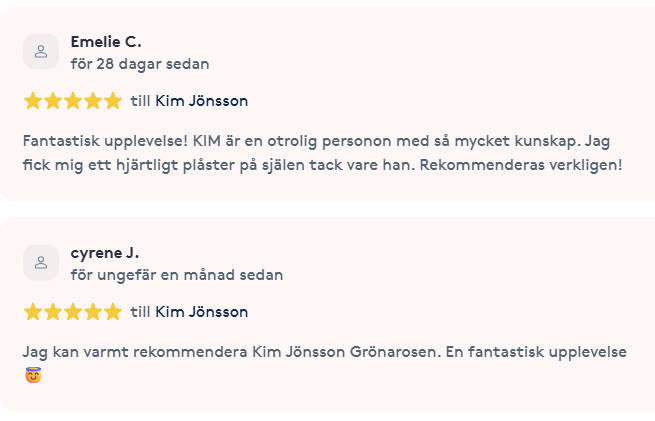 Emelie C.
för 28 dagar sedan
till Kim Jönsson
Fantastisk upplevelse! KIM är en otrolig personon med så mycket kunskap. Jag
fick mig ett hjärtligt plåster på själen tack vare han. Rekommenderas verkligen!
cyrene J.
för ungefär en månad sedan
till Kim Jönsson
Jag kan varmt rekommendera Kim Jönsson Grönarosen. En fantastisk upplevelse
😇